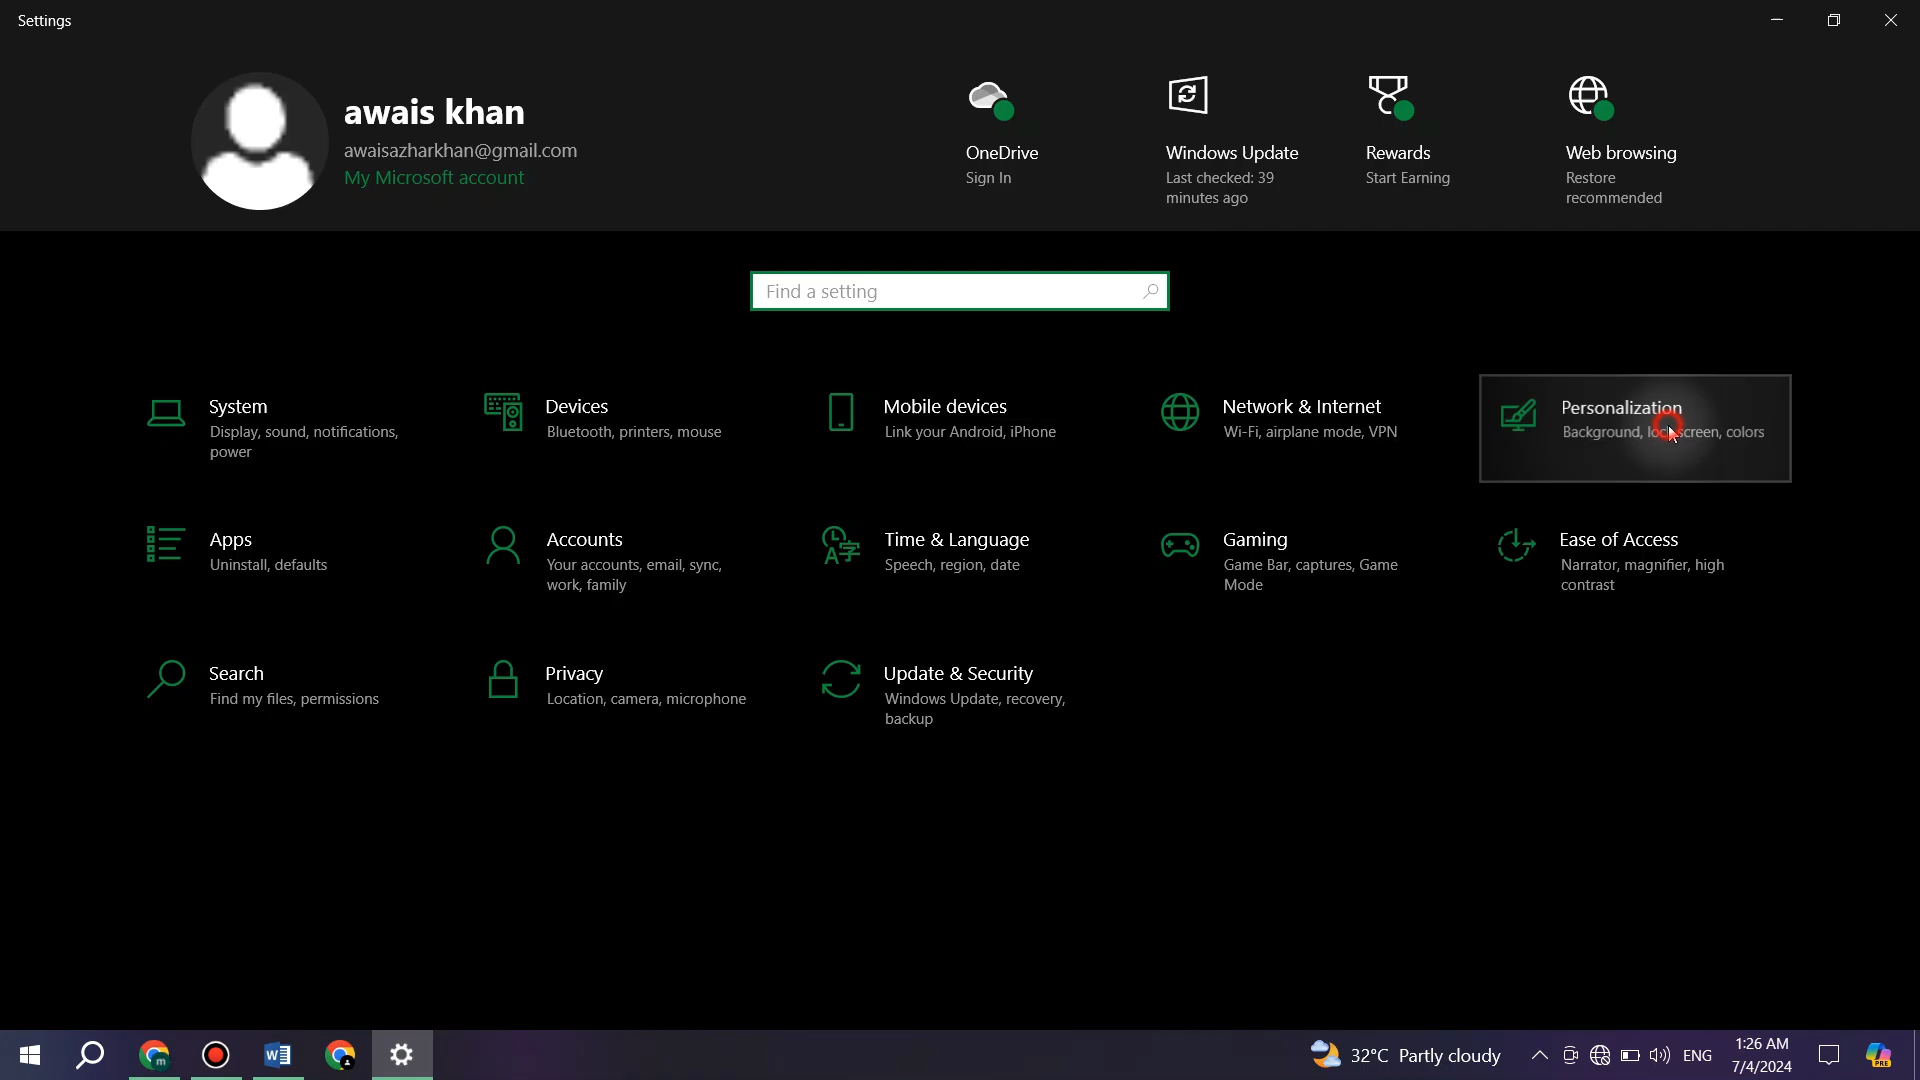 Settings
awais khan
awaisazharkhan@gmail.com
My Microsoft account
OneDrive
Sign In
Windows Update
Last checked: 39
minutes ago
Rewards
Start Earning
Web browsing
Restore
recommended
Find a setting
System
Display, sound, notifications,
power
Devices
Bluetooth, printers, mouse
Mobile devices
Link your Android, iPhone
Network & Internet
Wi-Fi, airplane mode, VPN
Personalization
Background, lock screen, colors
Apps
Uninstall, defaults
Accounts
Your accounts, email, sync,
work, family
Time & Language
Speech, region, date
Gaming
Game Bar, captures, Game
Mode
Ease of Access
Narrator, magnifier, high
contrast
Search
Find my files, permissions
Privacy
Location, camera, microphone
Update & Security
Windows Update, recovery,
backup
32°C Partly cloudy
ENG
1:26 AM
7/4/2024
PRE